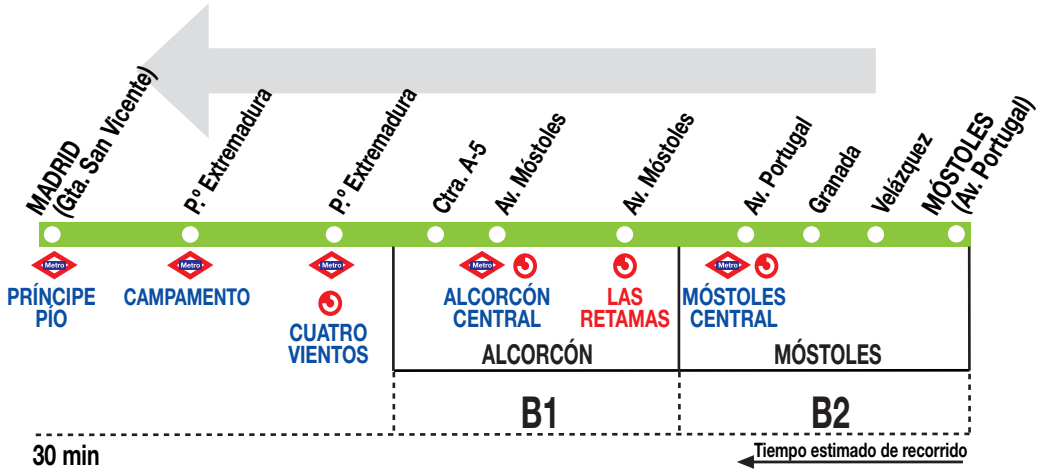 MADRID
(Gta. San Vicente)
P.º Extremadura
P.º Extremadura
Ctra. A-5
Av. Móstoles
Av. Móstoles
Av. Portugal
Granada
Velázquez
MÓSTOLES
(Av. Portugal)
Metro
Metro
Metro
Metro
Metro
PRÍNCIPE
PÍO
CAMPAMENTO
CUATRO
VIENTOS
ALCORCÓN
CENTRAL
LAS
RETAMAS
MÓSTOLES
CENTRAL
ALCORCÓN
MÓSTOLES
B1
B2
30 min
Tiempo estimado de recorrido